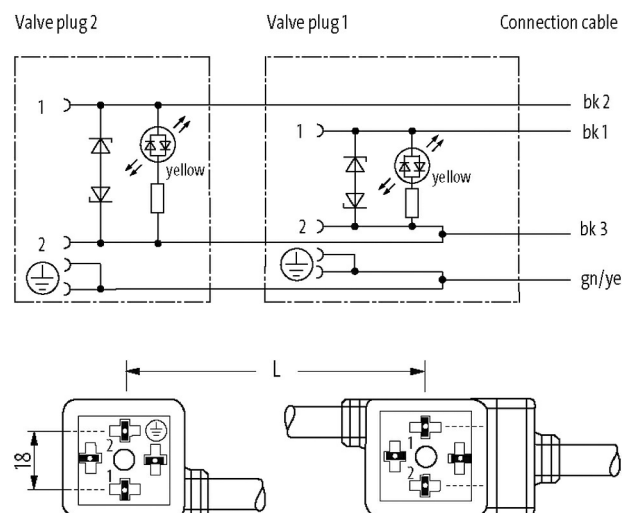 Valve plug 2 Valve plug 1 Connection cable
1 bk 2
1 bk 1
yellow yellow
2 bk 3
2
gn/ye
L
18
2
1
1
2